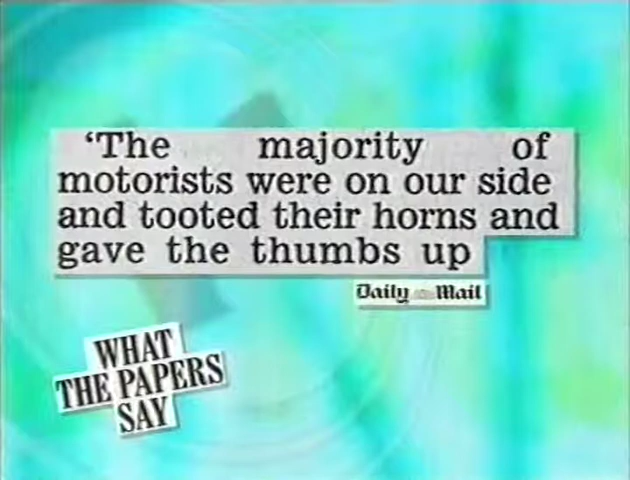 ‘The majority of
motorists were on our side
and tooted their horns and
gave the thumbs up
Daily Mail
WHAT
THE PAPERS
SAY